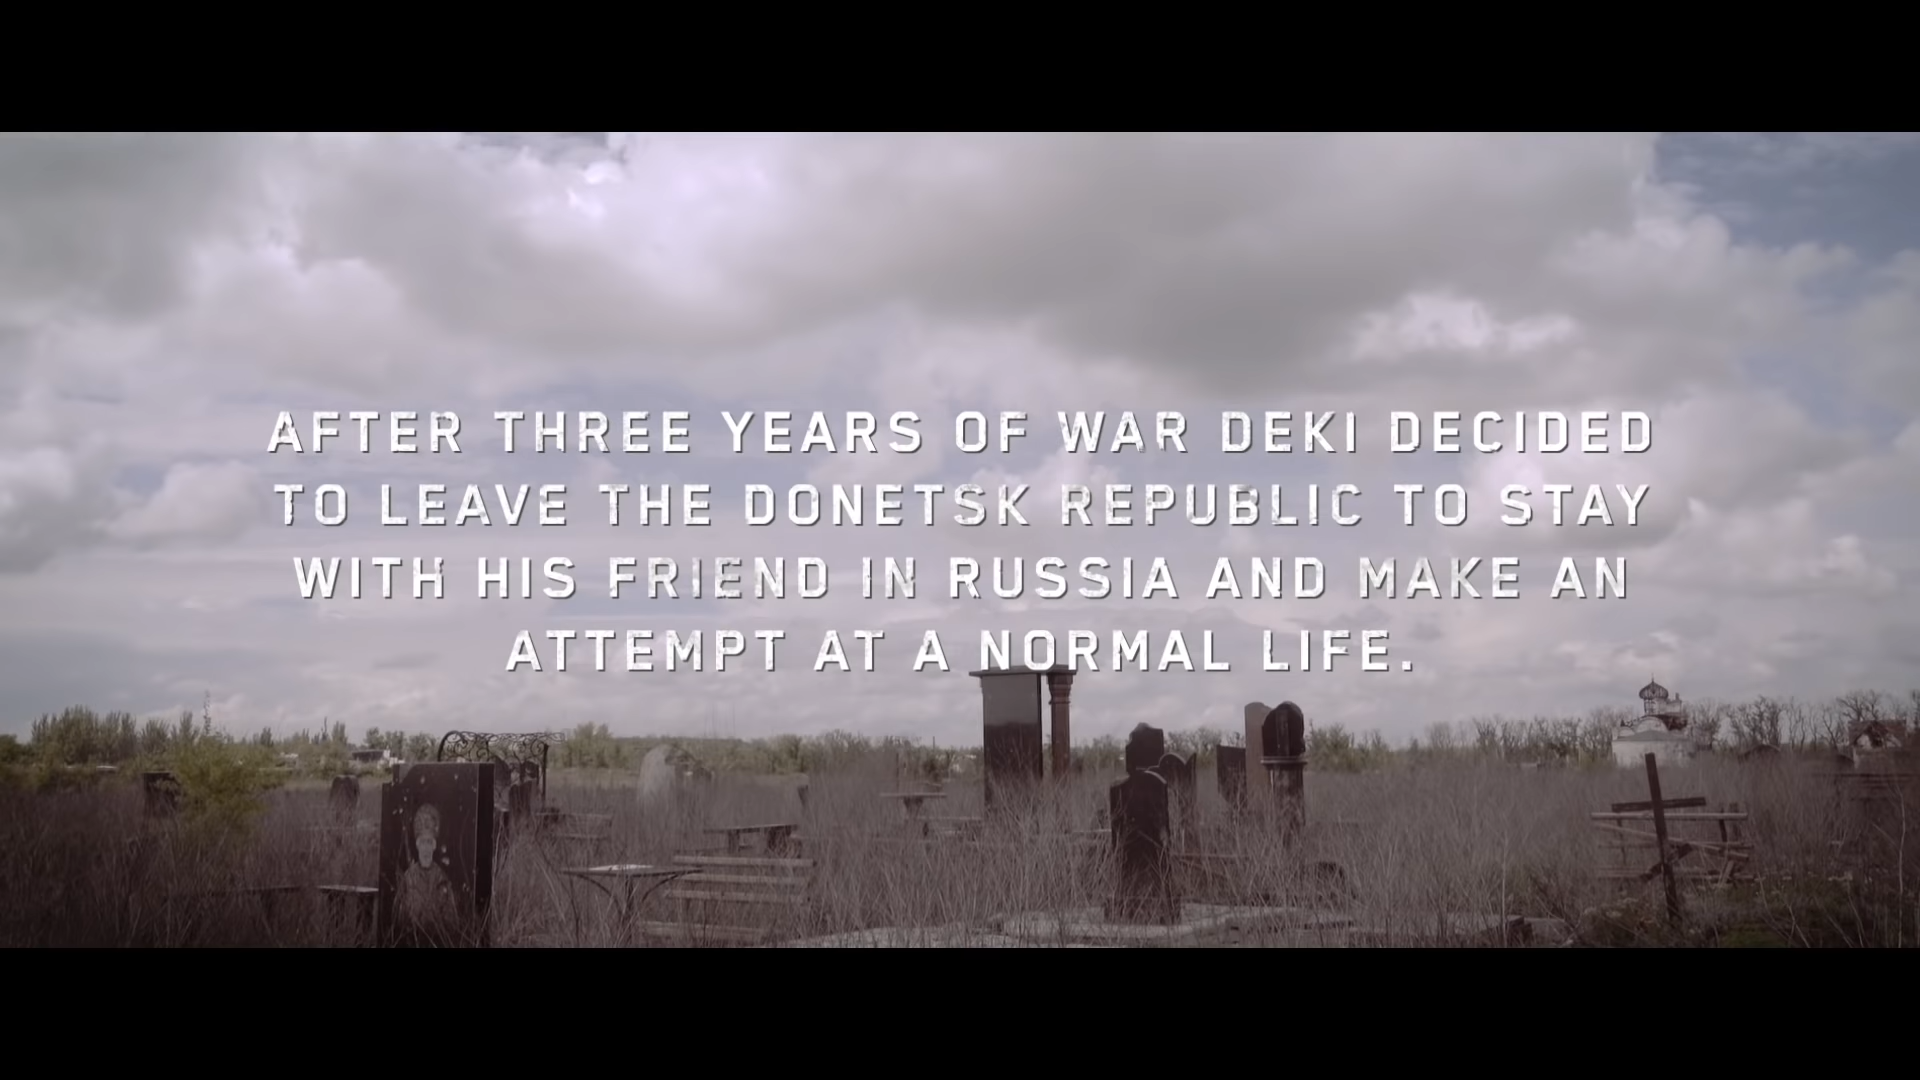 AFTER THREE YEARS OF WAR DEKI DECIDED
TO LEAVE THE DONETSK REPUBLIC TO STAY
WITH HIS FRIEND IN RUSSIA AND MAKE AN
ATTEMPT AT A NORMAL LIFE.